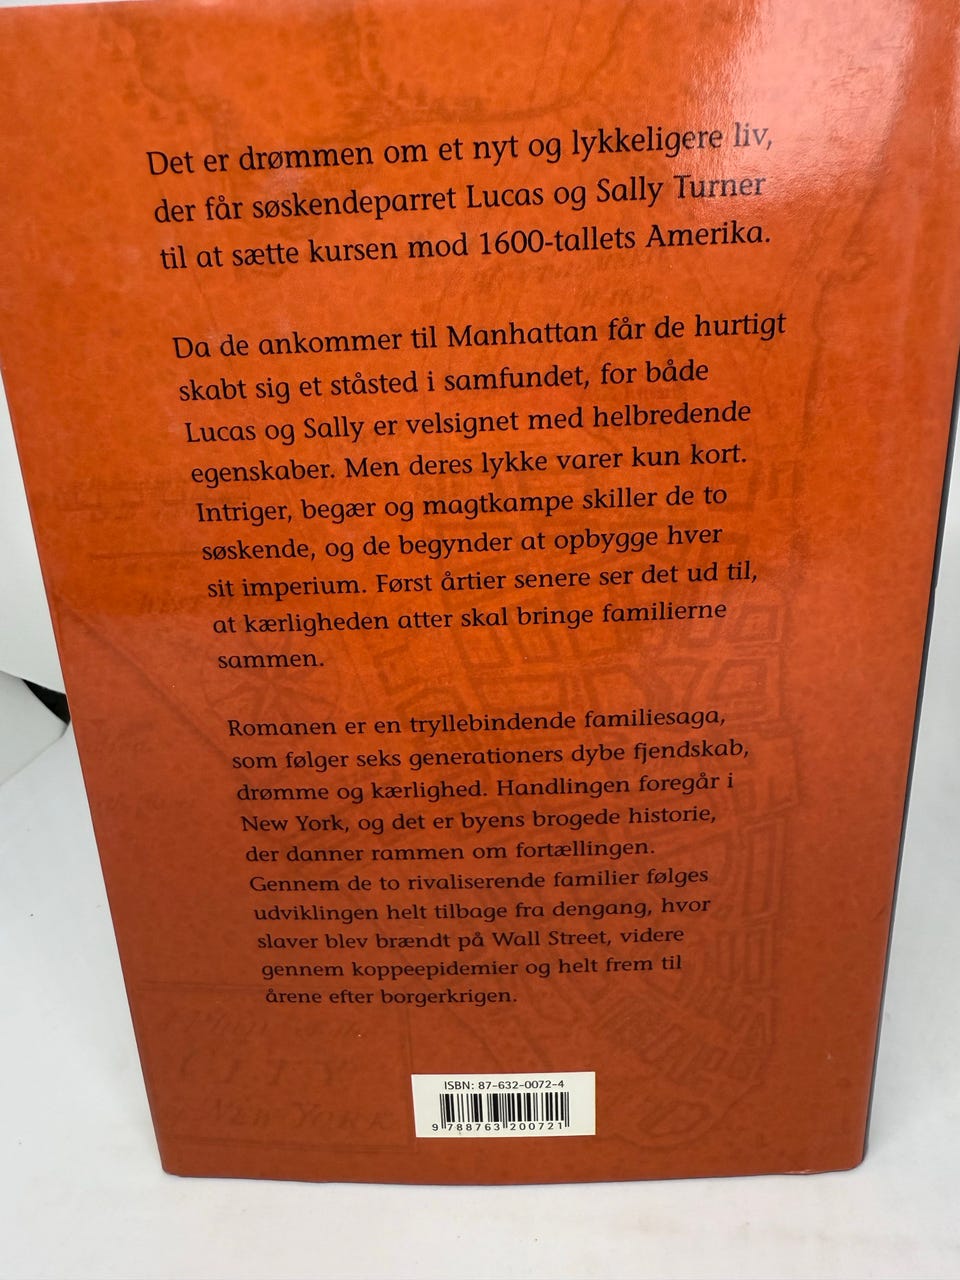 Det er drømmen om et nyt og lykkeligere liv,
der får søskendeparret Lucas og Sally Turner
til at sætte kursen mod 1600-tallets Amerika.
Da de ankommer til Manhattan får de hurtigt
skabt sig et ståsted i samfundet, for både
Lucas og Sally er velsignet med helbredende
egenskaber. Men deres lykke varer kun kort.
Intriger, begær og magtkampe skiller de to
søskende, og de begynder at opbygge hver
sit imperium. Først årtier senere ser det ud til,
at kærligheden atter skal bringe familierne
sammen.
Romanen er en tryllebindende familiesaga,
som følger seks generationers dybe fjendskab,
drømme og kærlighed. Handlingen foregår i
New York, og det er byens brogede historie,
der danner rammen om fortællingen.
Gennem de to rivaliserende familier følges
udviklingen helt tilbage fra dengang, hvor
slaver blev brændt på Wall Street, videre
gennem koppeepidemier og helt frem til
årene efter borgerkrigen.
CITY
NEW YORK
ISBN: 87-632-0072-4
9 788763 200721